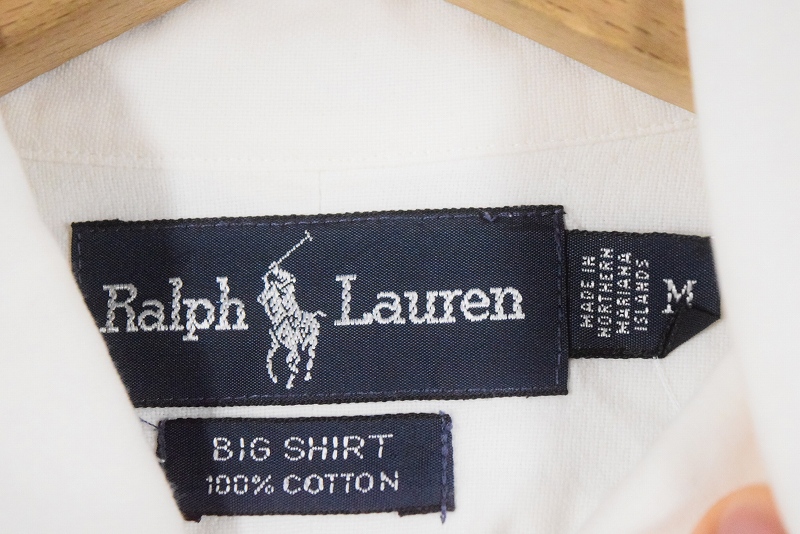 Ralph Lauren
MADE IN
NORTHERN
MARIANA
ISLANDS
M
BIG SHIRT
100% COTTON